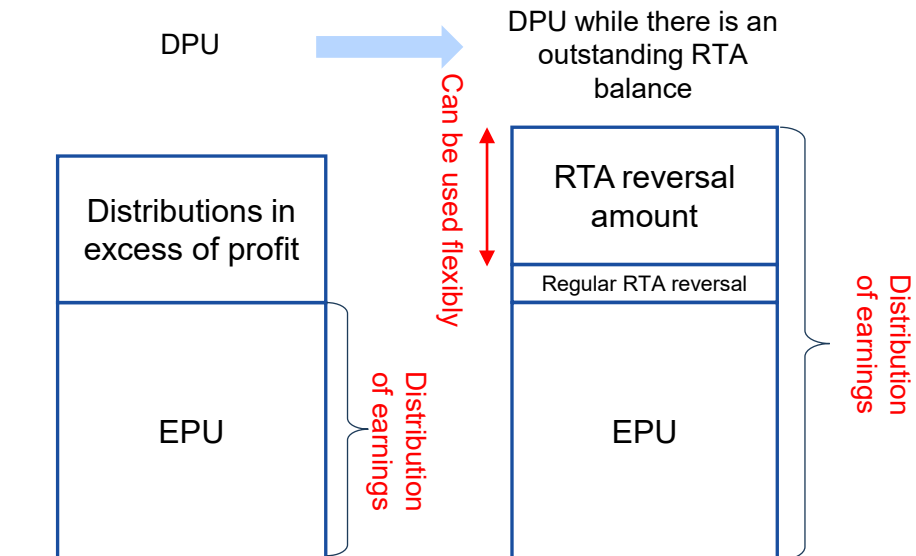 DPU
DPU while there is an
outstanding RTA
balance
Distributions in
excess of profit
EPU
Distribution
of earnings
Can be used flexibly
RTA reversal
amount
Regular RTA reversal
EPU
Distribution
of earnings